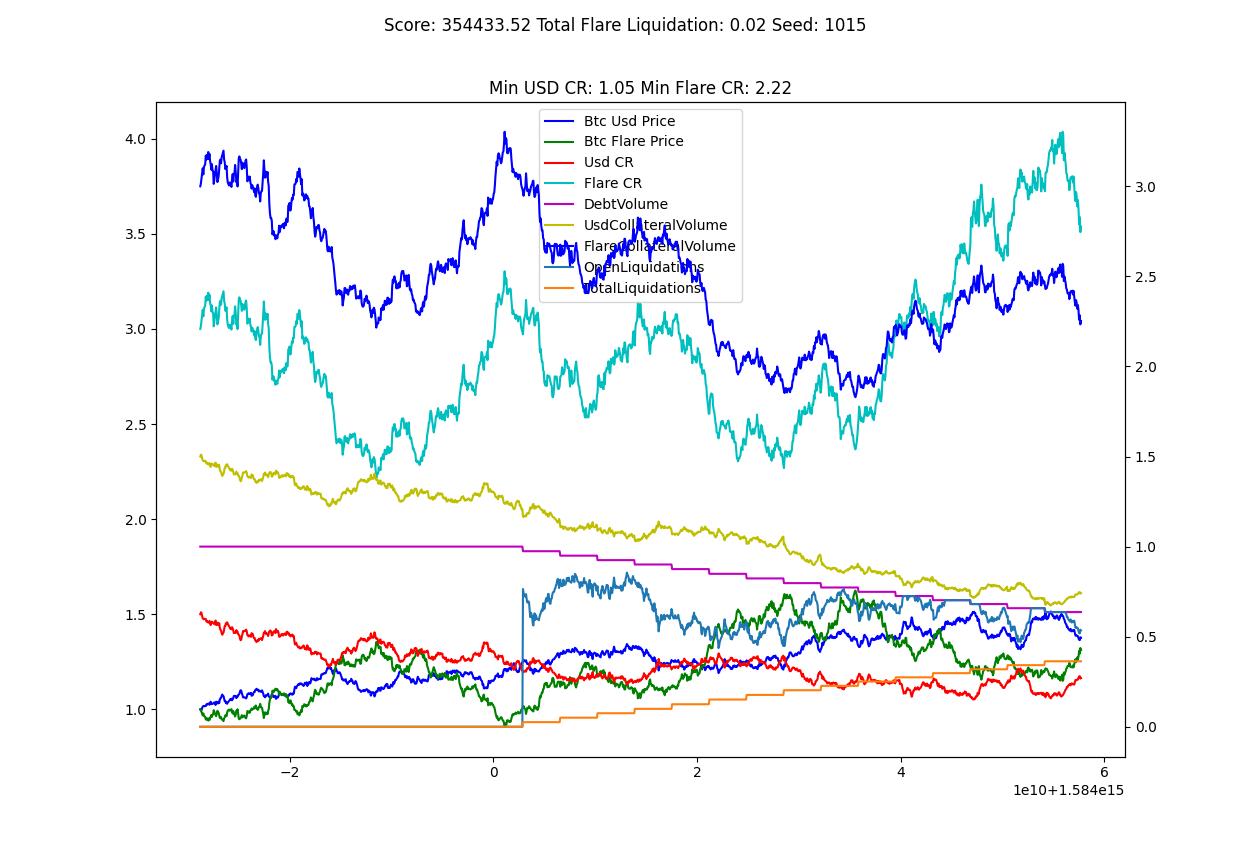 Score: 354433.52 Total Flare Liquidation: 0.02 Seed: 1015
Min USD CR: 1.05 Min Flare CR: 2.22
Btc Usd Price
Btc Flare Price
Usd CR
Flare CR
DebtVolume
UsdCollateralVolume
FlareCollateralVolume
OpenLiquidations
TotalLiquidations
4.0
3.5
3.0
2.5
2.0
1.5
1.0
3.0
2.5
2.0
1.5
1.0
0.5
0.0
−2
0
2
4
6
1e10+1.584e15